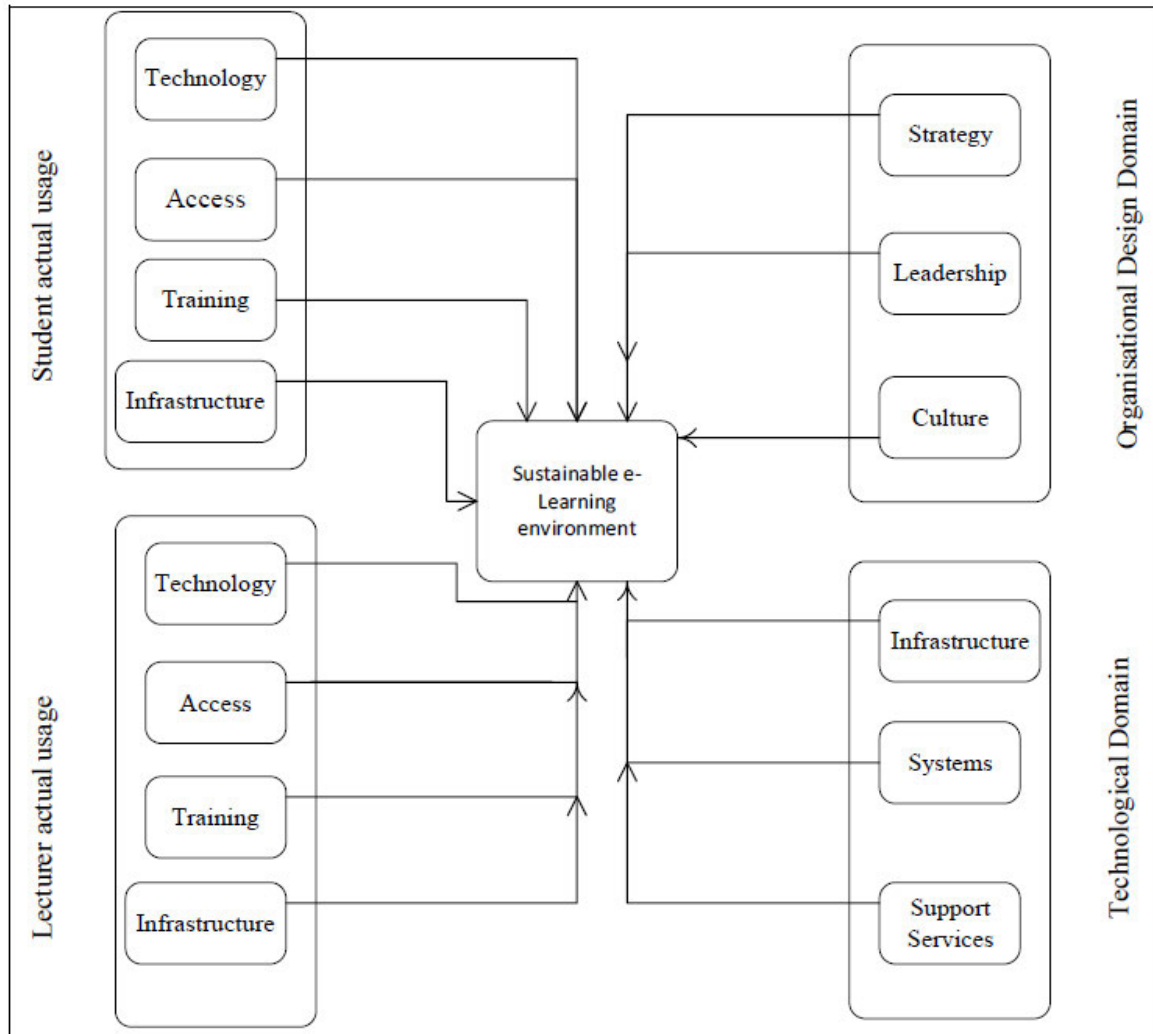 Student actual usage
Technology
Access
Training
Infrastructure
Lecturer actual usage
Technology
Access
Training
Infrastructure
Sustainable e-
Learning
environment
Organisational Design Domain
Strategy
Leadership
Culture
Technological Domain
Infrastructure
Systems
Support
Services